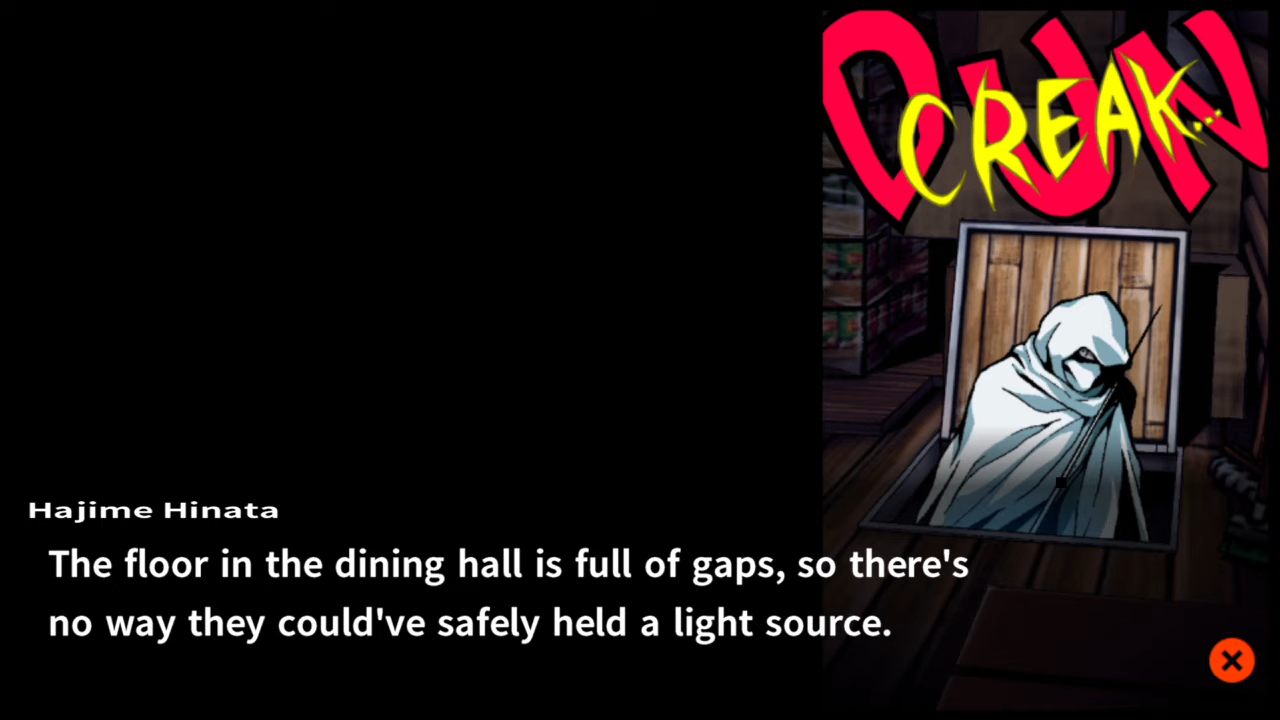 DUN
CREAK...
Hajime Hinata
The floor in the dining hall is full of gaps, so there's
no way they could've safely held a light source.